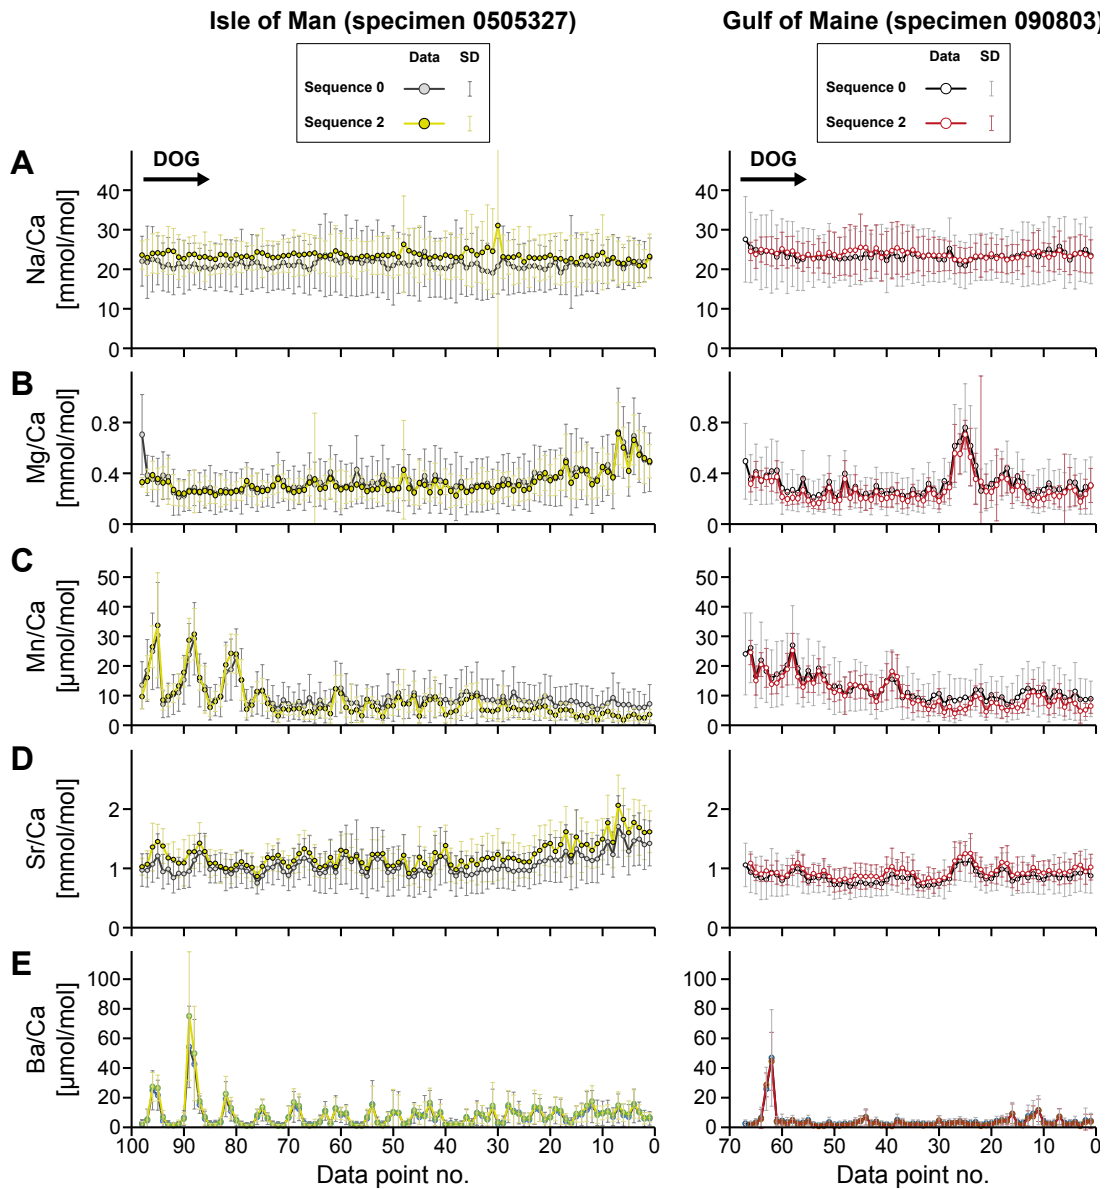 Isle of Man (specimen 0505327)
Gulf of Maine (specimen 090803)
Data SD
Sequence 0
Sequence 2
Data SD
Sequence 0
Sequence 2
A
DOG
DOG
Na/Ca
[mmol/mol]
40
30
20
10
0
40
30
20
10
0
B
Mg/Ca
[mmol/mol]
0.8
0.4
0
0.8
0.4
0
C
Mn/Ca
[µmol/mol]
50
40
30
20
10
0
50
40
30
20
10
0
D
Sr/Ca
[mmol/mol]
2
1
0
2
1
0
E
Ba/Ca
[µmol/mol]
100
80
60
40
20
0
100
80
60
40
20
0
100 90 80 70 60 50 40 30 20 10 0
70 60 50 40 30 20 10 0
Data point no.
Data point no.